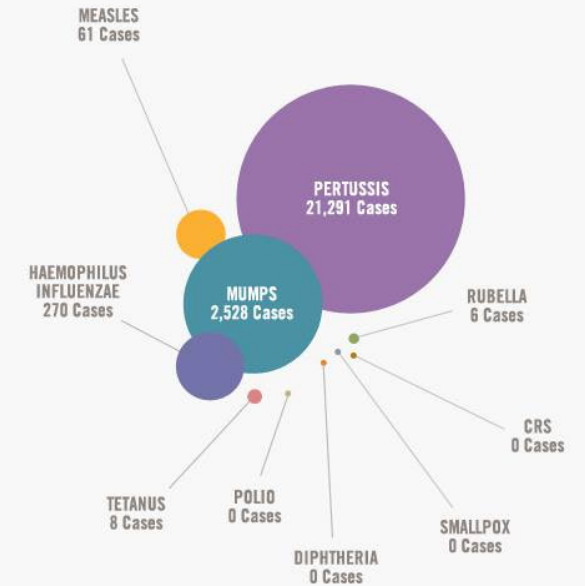 MEASLES
61 Cases
PERTUSSIS
21,291 Cases
HAEMOPHILUS
INFLUENZAE
270 Cases
MUMPS
2,528 Cases
RUBELLA
6 Cases
CRS
0 Cases
TETANUS
8 Cases
POLIO
0 Cases
SMALLPOX
0 Cases
DIPHTHERIA
0 Cases